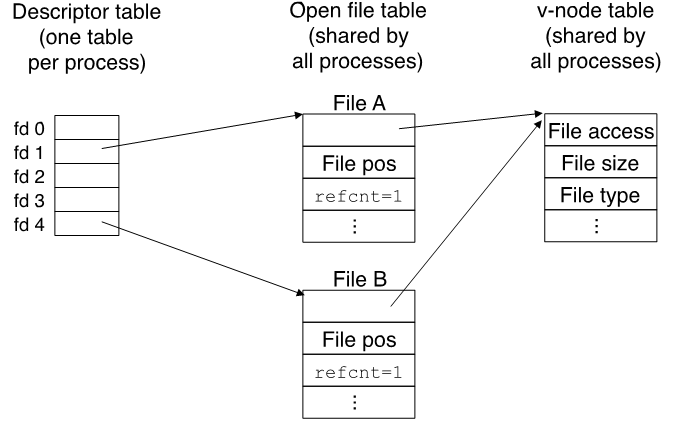 Descriptor table
(one table
per process)
Open file table
(shared by
all processes)
v-node table
(shared by
all processes)
fd 0
fd 1
fd 2
fd 3
fd 4
File A
File pos
refcnt=1
⋮
File B
File pos
refcnt=1
⋮
File access
File size
File type
⋮